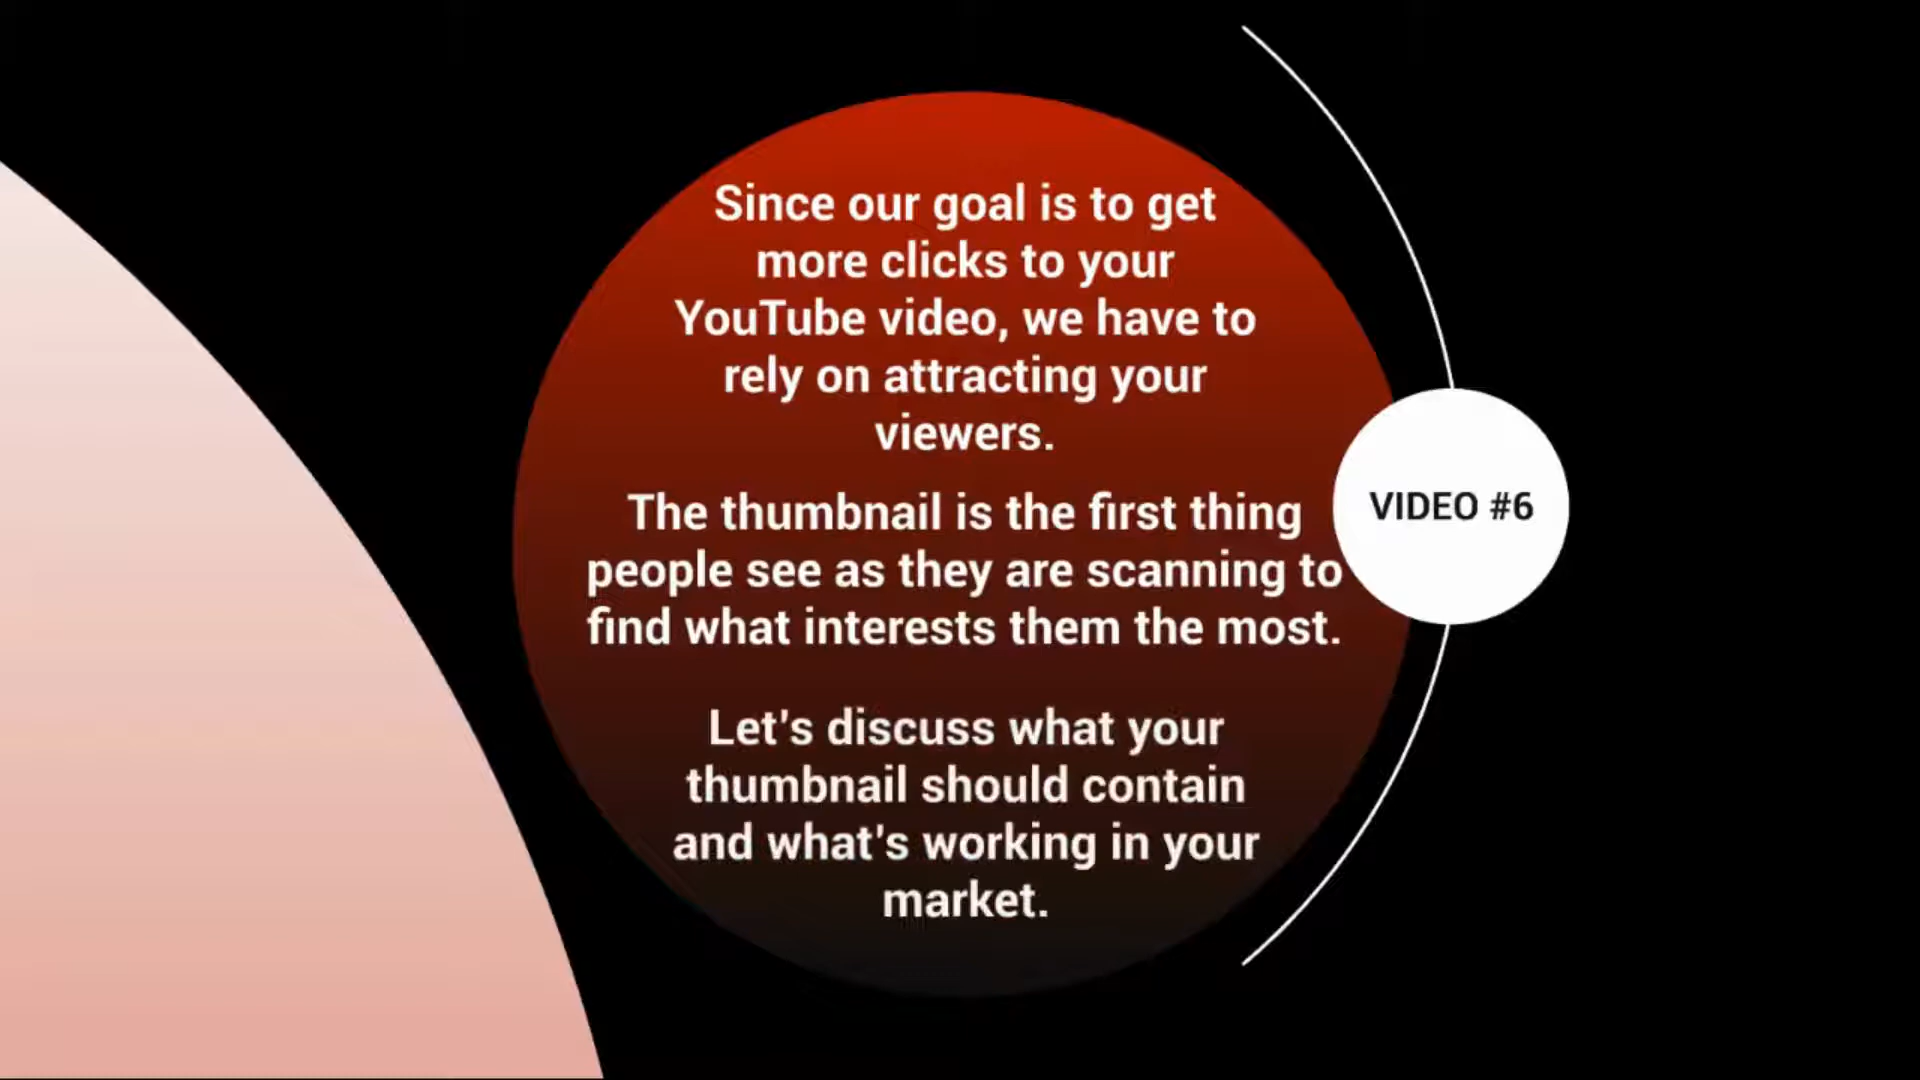 Since our goal is to get
more clicks to your
YouTube video, we have to
rely on attracting your
viewers.
The thumbnail is the first thing
people see as they are scanning to
find what interests them the most.
Let's discuss what your
thumbnail should contain
and what's working in your
market.
VIDEO #6